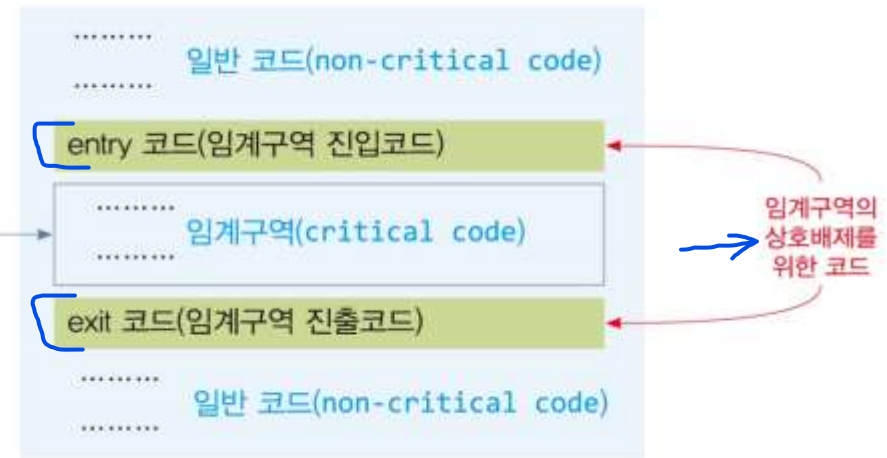 ………
일반 코드(non-critical code)
………
entry 코드(임계구역 진입코드)
………
임계구역(critical code)
………
exit 코드(임계구역 진출코드)
………
일반 코드(non-critical code)
………
임계구역의
상호배제를
위한 코드